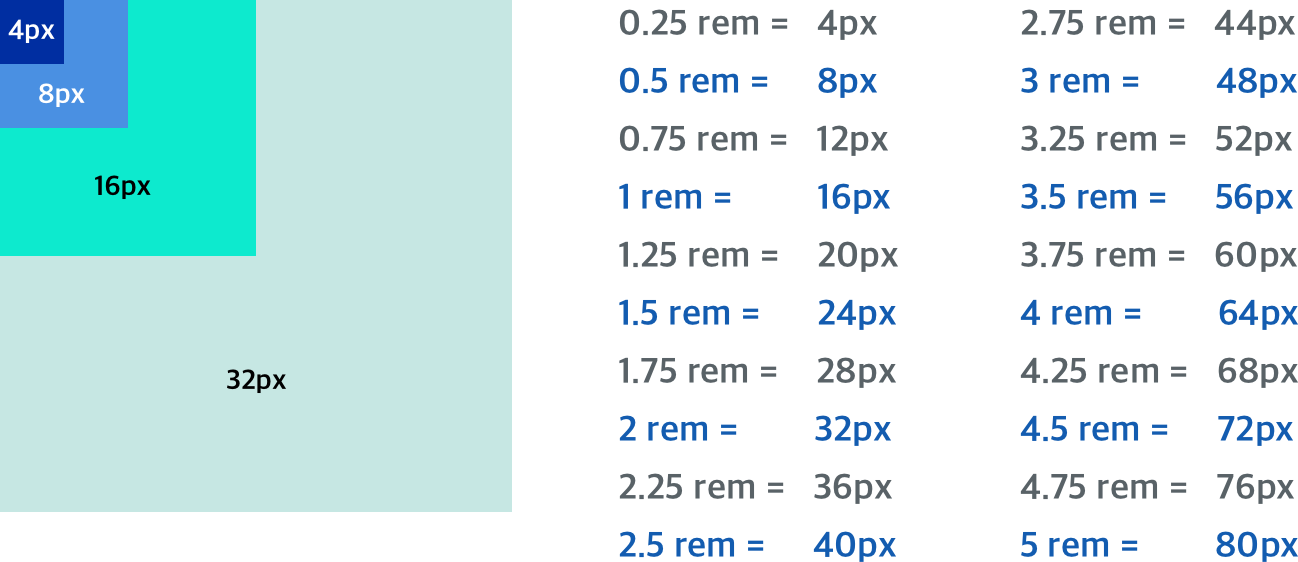 4px
8px
16px
32px
0.25 rem = 4px
0.5 rem = 8px
0.75 rem = 12px
1 rem = 16px
1.25 rem = 20px
1.5 rem = 24px
1.75 rem = 28px
2 rem = 32px
2.25 rem = 36px
2.5 rem = 40px
2.75 rem = 44px
3 rem = 48px
3.25 rem = 52px
3.5 rem = 56px
3.75 rem = 60px
4 rem = 64px
4.25 rem = 68px
4.5 rem = 72px
4.75 rem = 76px
5 rem = 80px